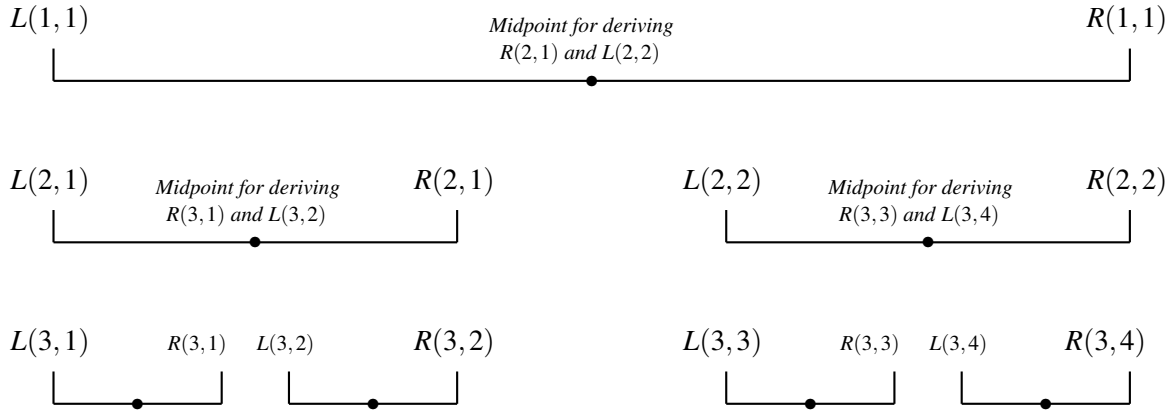 L(1,1) Midpoint for deriving R(1,1)
R(2,1) and L(2,2)
L(2,1) Midpoint for deriving R(2,1) L(2,2) Midpoint for deriving R(2,2)
R(3,1) and L(3,2) R(3,3) and L(3,4)
L(3,1) R(3,1) L(3,2) R(3,2) L(3,3) R(3,3) L(3,4) R(3,4)